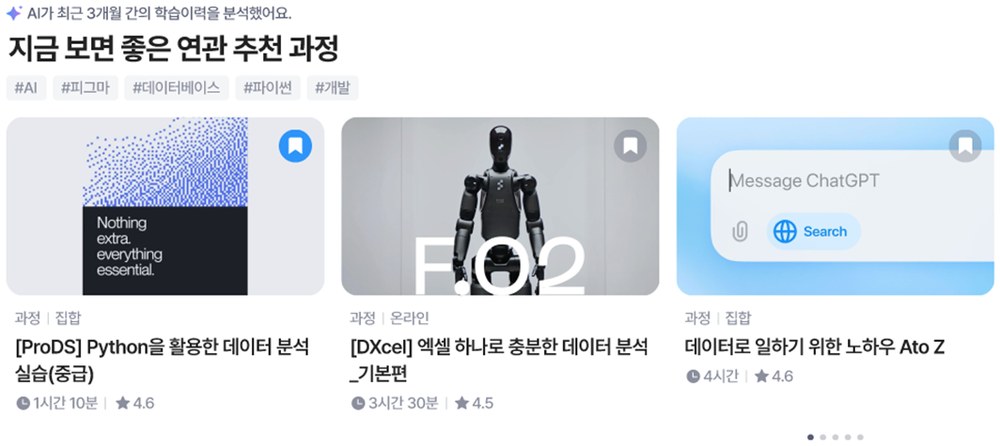 AI가 최근 3개월 간의 학습이력을 분석했어요.
지금 보면 좋은 연관 추천 과정
#AI #피그마 #데이터베이스 #파이썬 #개발
Nothing
extra.
everything
essential.
과정 | 집합
[ProDS] Python을 활용한 데이터 분석
실습(중급)
1시간 10분 | 4.6
F.02
과정 | 온라인
[DXcel] 엑셀 하나로 충분한 데이터 분석
_기본편
3시간 30분 | 4.5
Message ChatGPT
Search
과정 | 집합
데이터로 일하기 위한 노하우 Ato Z
4시간 | 4.6